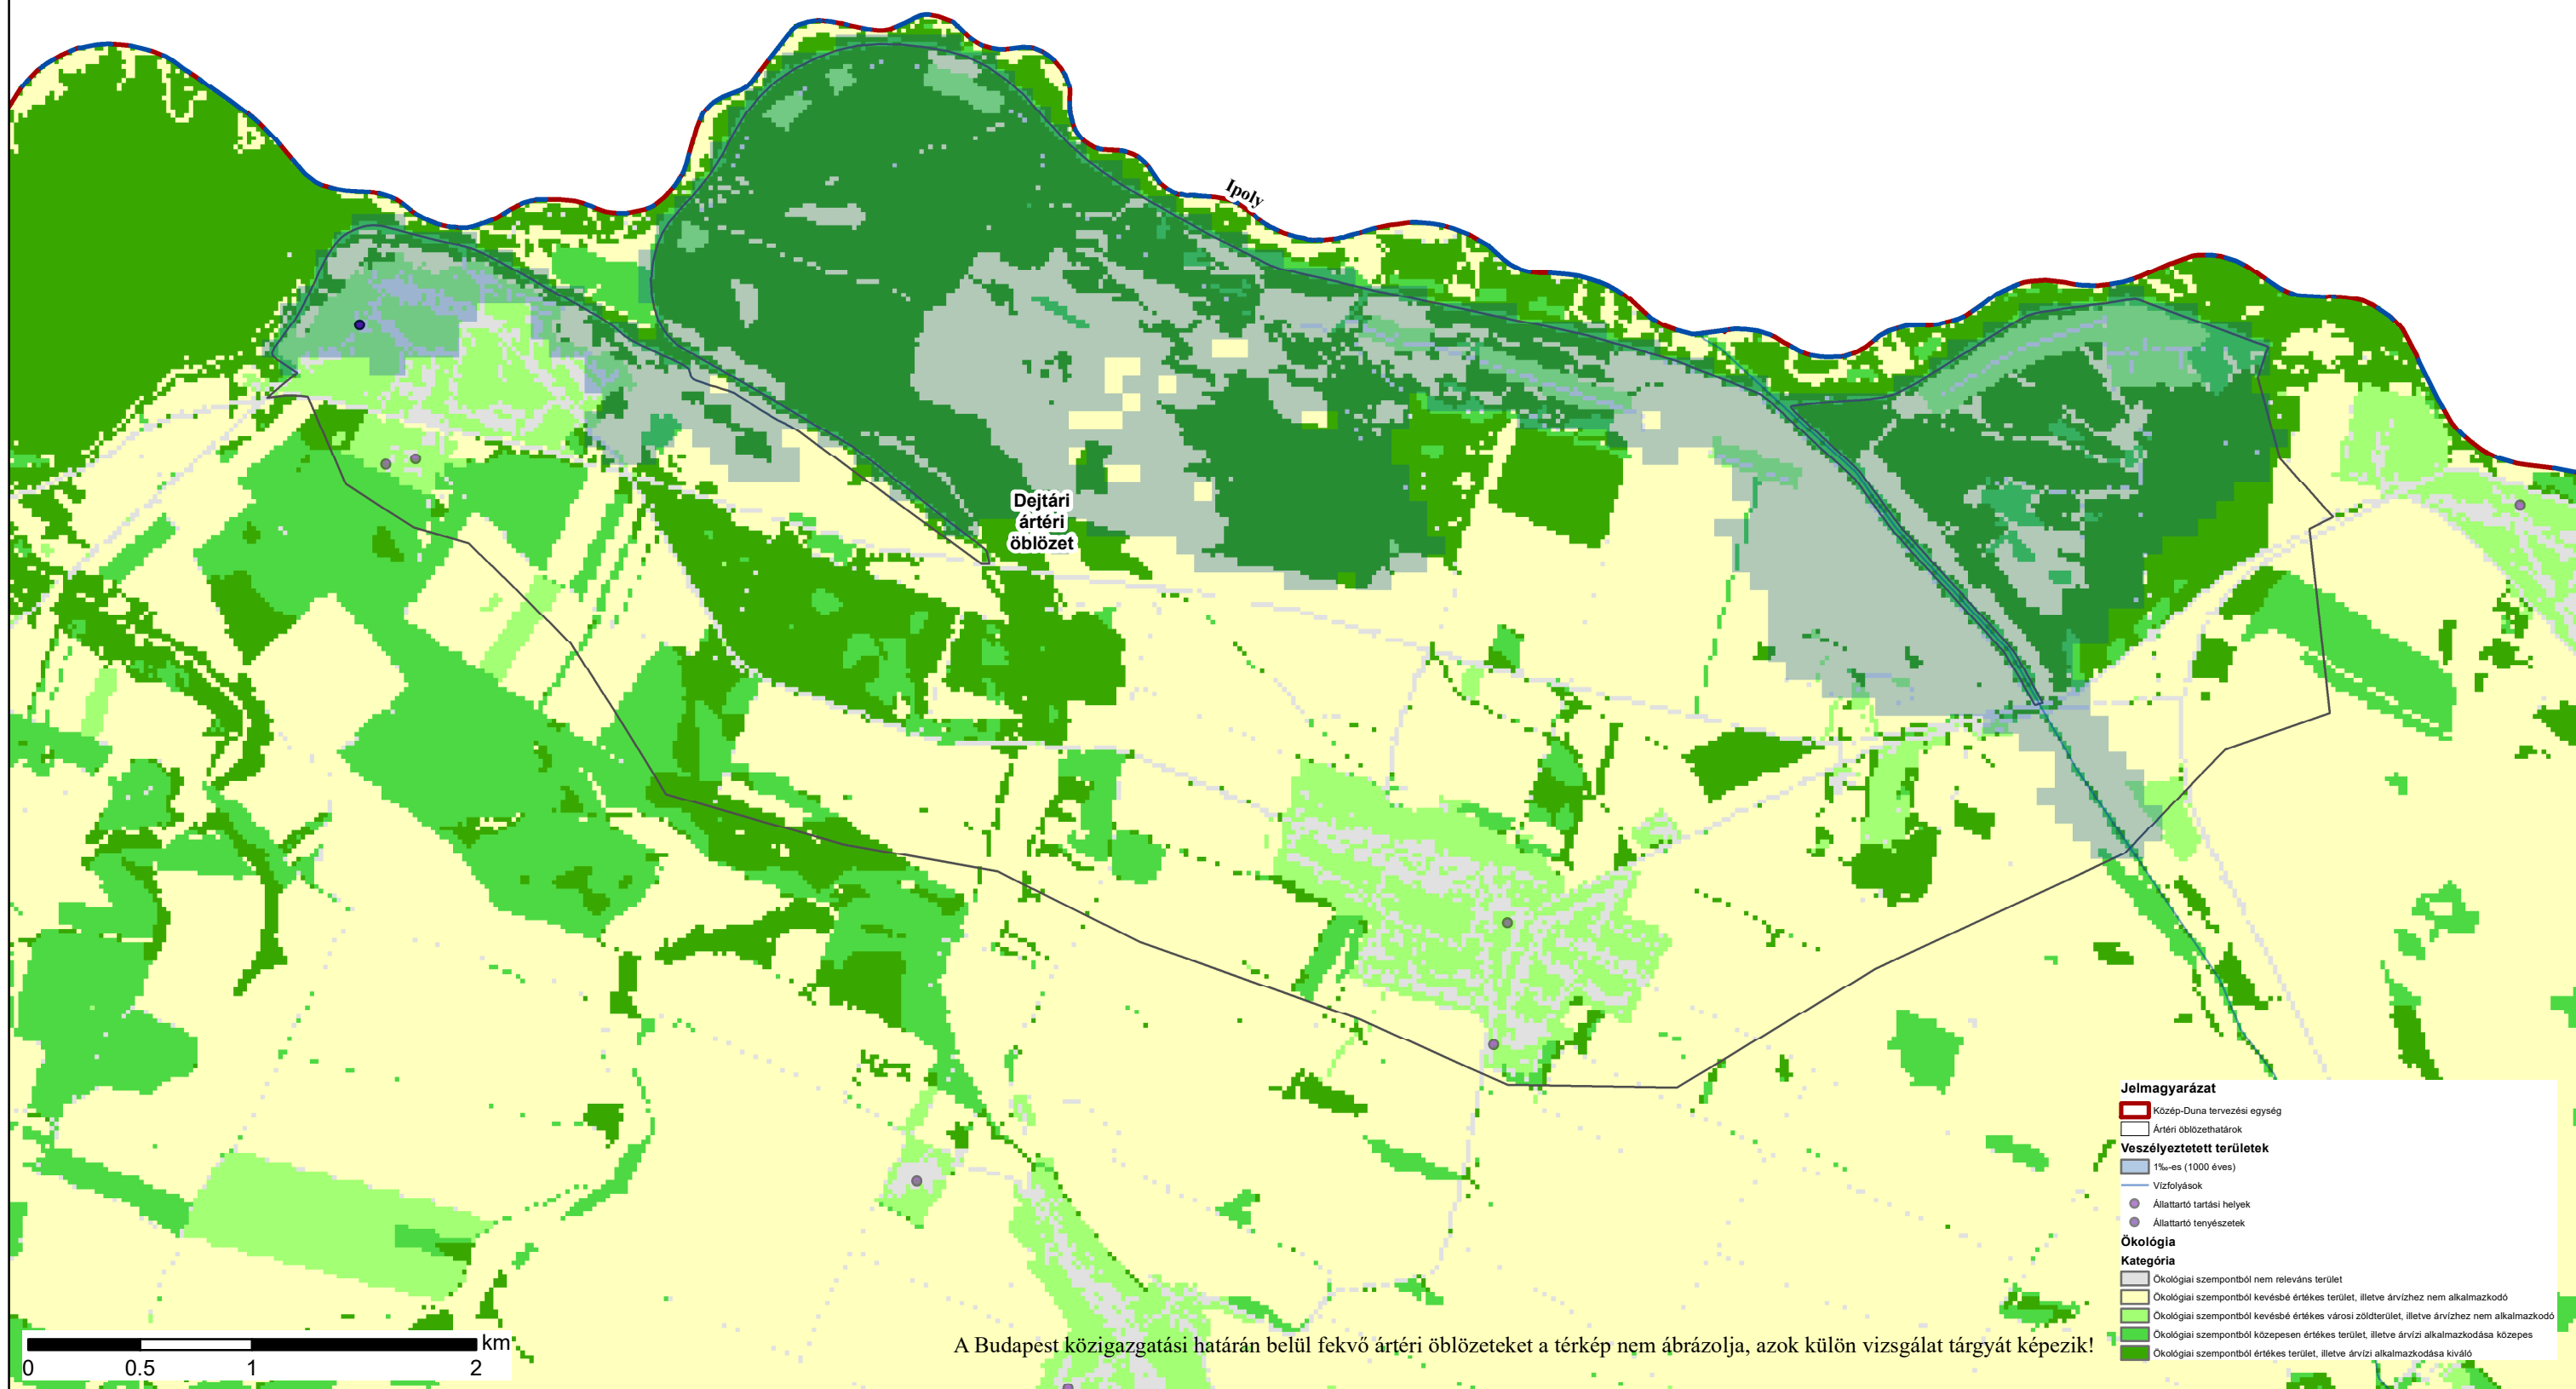 Ipoly
Dejtári
ártéri
öblözet
Jelmagyarázat
Közép-Duna tervezési egység
Ártéri öblözethatárok
Veszélyeztetett területek
1‰-es (1000 éves)
Vízfolyások
Állattartó tartási helyek
Állattartó tenyészetek
Ökológia
Kategória
Ökológiai szempontból nem releváns terület
Ökológiai szempontból kevésbé értékes terület, illetve árvízhez nem alkalmazkodó
Ökológiai szempontból kevésbé értékes városi zöldterület, illetve árvízhez nem alkalmazkodó
Ökológiai szempontból közepesen értékes terület, illetve árvízi alkalmazkodása közepes
Ökológiai szempontból értékes terület, illetve árvízi alkalmazkodása kiváló
km
0 0.5 1 2
A Budapest közigazgatási határán belül fekvő ártéri öblözeteket a térkép nem ábrázolja, azok külön vizsgálat tárgyát képezik!